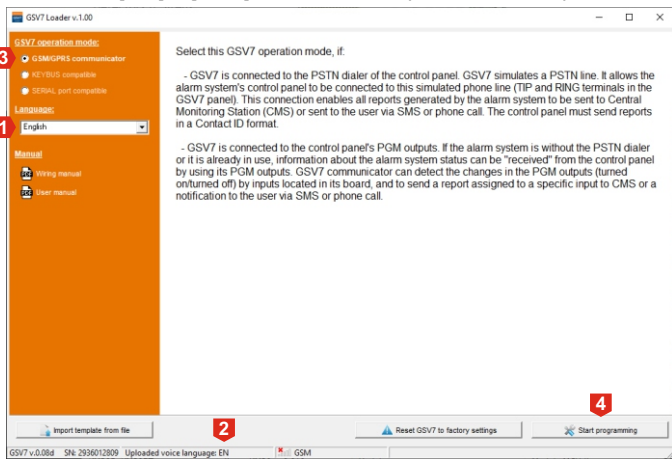 GSV7 Loader v.1.00
GSV7 operation mode:
3
GSM/GPRS communicator
KEYBUS compatible
SERIAL port compatible
Language:
1
English
Manual
Wiring manual
User manual
Select this GSV7 operation mode, if:
- GSV7 is connected to the PSTN dialer of the control panel. GSV7 simulates a PSTN line. It allows the
alarm system's control panel to be connected to this simulated phone line (TIP and RING terminals in the
GSV7 panel). This connection enables all reports generated by the alarm system to be sent to Central
Monitoring Station (CMS) or sent to the user via SMS or phone call. The control panel must send reports
in a Contact ID format.
- GSV7 is connected to the control panel's PGM outputs. If the alarm system is without the PSTN dialer
or it is already in use, information about the alarm system status can be "received" from the control panel
by using its PGM outputs. GSV7 communicator can detect the changes in the PGM outputs (turned
on/turned off) by inputs located in its board, and to send a report assigned to a specific input to CMS or a
notification to the user via SMS or phone call.
4
Import template from file
2
Reset GSV7 to factory settings
Start programming
GSV7 v.0.08d SN: 2936012809 Uploaded voice language: EN GSM